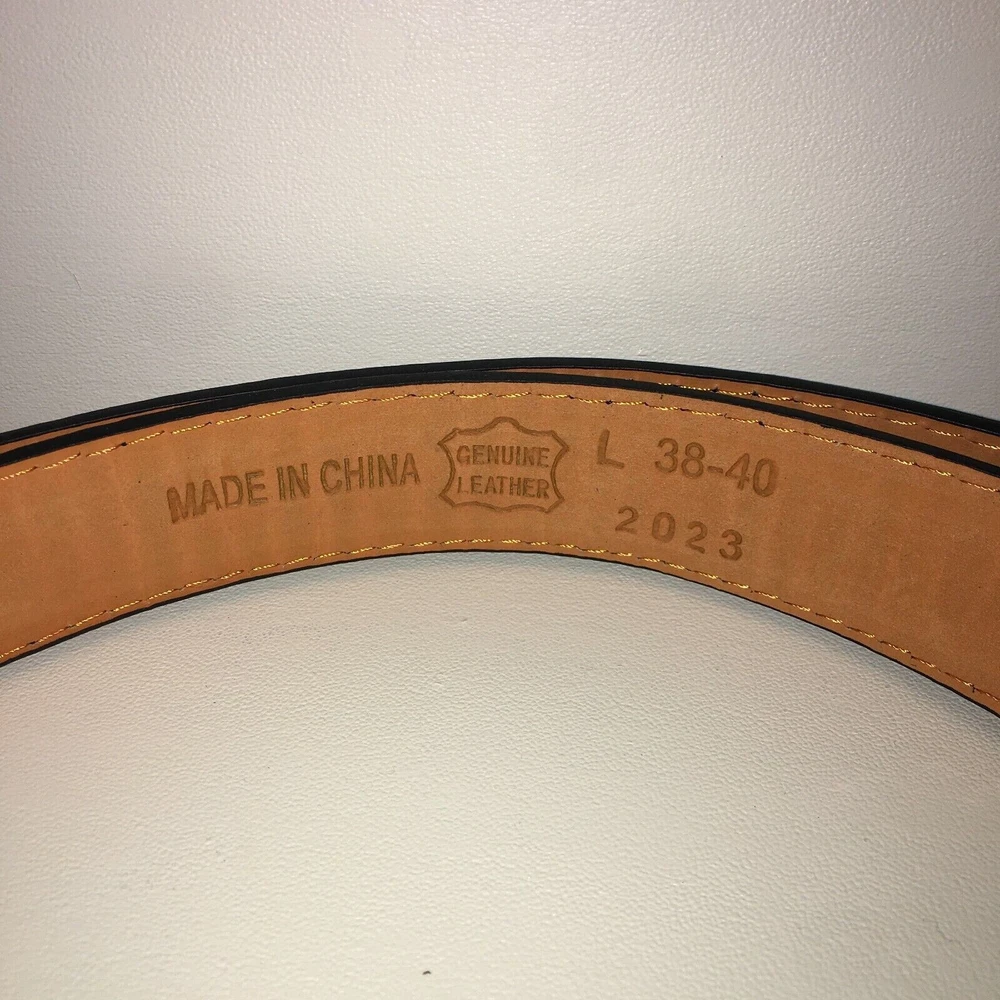 MADE IN CHINA
GENUINE
LEATHER
L 38-40
2023